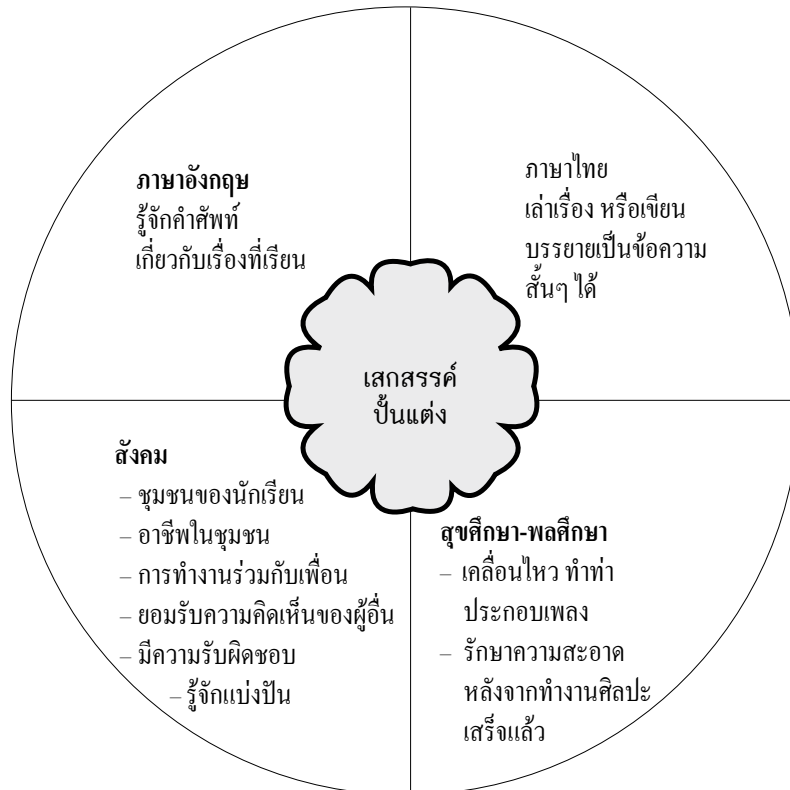 ภาษาอังกฤษ
รู้จักคำศัพท์
เกี่ยวกับเรื่องที่เรียน
ภาษาไทย
เล่าเรื่อง หรือเขียน
บรรยายเป็นข้อความ
สั้นๆ ได้
เสกสรรค์
ปั้นแต่ง
สังคม
– ชุมชนของนักเรียน
– อาชีพในชุมชน
– การทำงานร่วมกับเพื่อน
– ยอมรับความคิดเห็นของผู้อื่น
– มีความรับผิดชอบ
– รู้จักแบ่งปัน
สุขศึกษา-พลศึกษา
– เคลื่อนไหว ทำท่า
ประกอบเพลง
– รักษาความสะอาด
หลังจากทำงานศิลปะ
เสร็จแล้ว